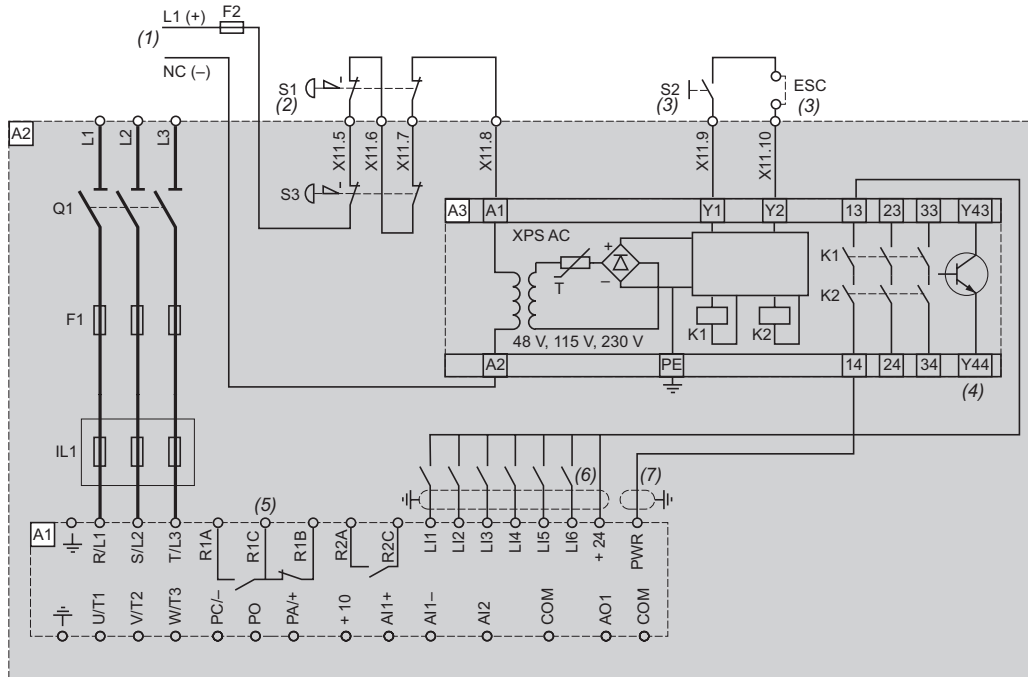 L1 (+) F2
(1)
NC (–)
S1
(2)
S2
(3)
ESC
(3)
A2
L1 L2 L3
X11.5 X11.6 X11.7 X11.8 X11.9 X11.10
Q1
S3
A3 A1 Y1 Y2 13 23 33 Y43
XPS AC
+
T
–
K1
K2
K1 K2
48 V, 115 V, 230 V
A2 PE 14 24 34 Y44
(4)
F1
IL1
(5) (6) (7)
A1
R/L1 S/L2 T/L3 R1A R1C R1B R2A R2C LI1 LI2 LI3 LI4 LI5 LI6 + 24 PWR
U/T1 V/T2 W/T3 PC/– PO PA/+ + 10 AI1+ AI1– AI2 COM AO1 COM